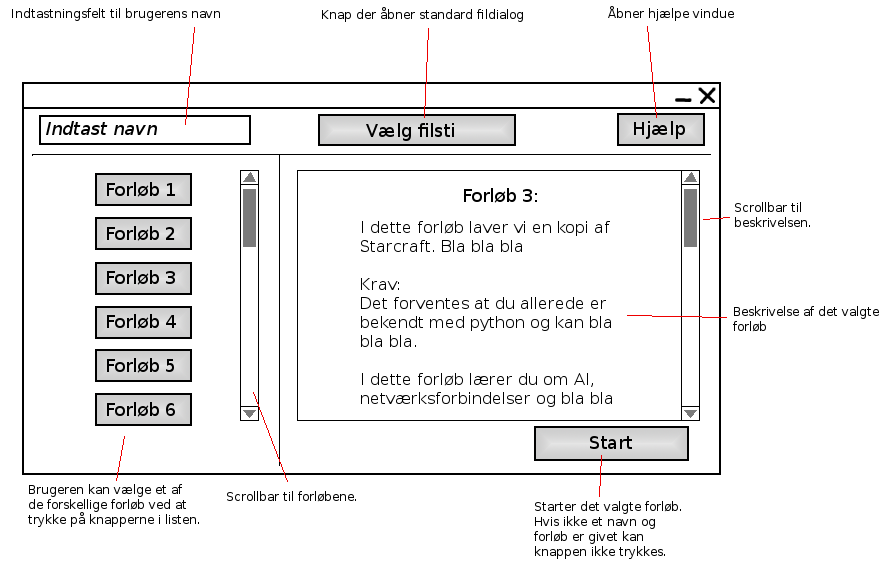 Indtastningsfelt til brugerens navn
Knap der åbner standard fildialog
Åbner hjælpe vindue
Indtast navn
Vælg filsti
Hjælp
Forløb 1
Forløb 2
Forløb 3
Forløb 4
Forløb 5
Forløb 6
Forløb 3:
I dette forløb laver vi en kopi af
Starcraft. Bla bla bla
Krav:
Det forventes at du allerede er
bekendt med python og kan bla
bla bla.
I dette forløb lærer du om AI,
netværksforbindelser og bla bla
Scrollbar til
beskrivelsen.
Beskrivelse af det valgte
forløb
Start
Brugeren kan vælge et af
de forskellige forløb ved at
trykke på knapperne i listen.
Scrollbar til forløbene.
Starter det valgte forløb.
Hvis ikke et navn og
forløb er givet kan
knappen ikke trykkes.